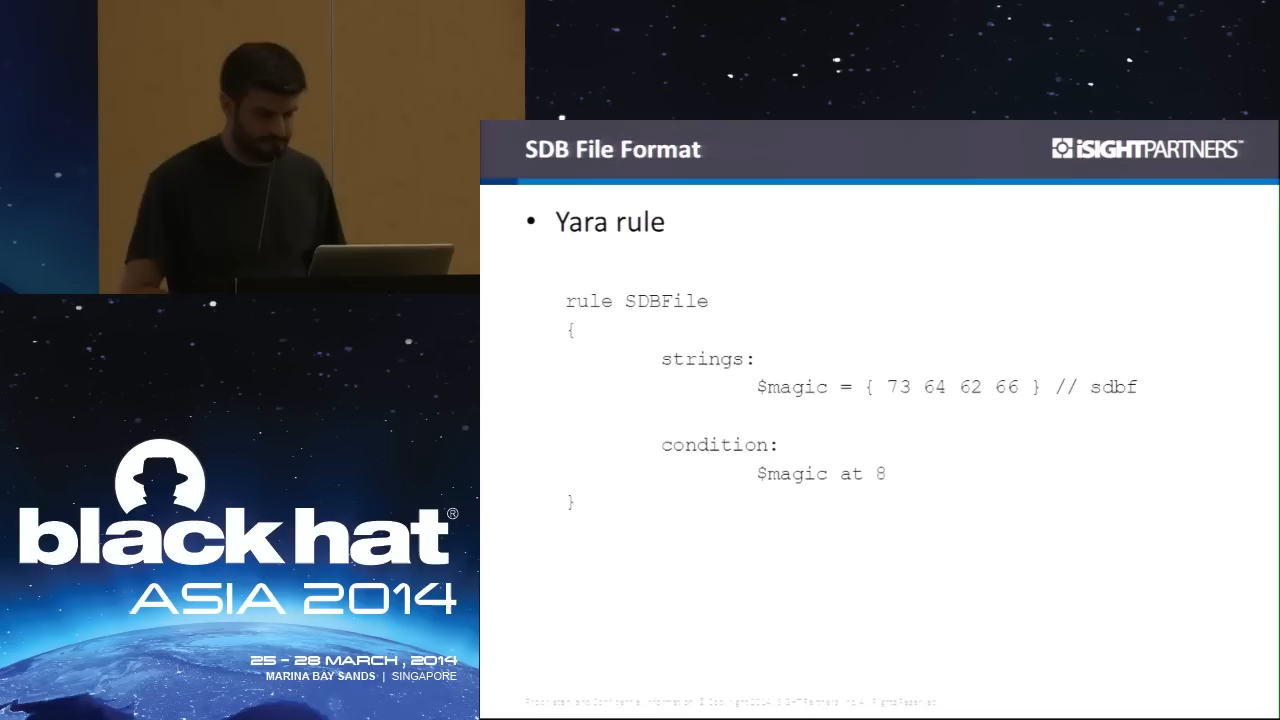 SDB File Format
iSIGHTPARTNERS
• Yara rule
rule SDBFile
{
strings:
$magic = { 73 64 62 66 } // sdbf
condition:
$magic at 8
}
black hat®
ASIA 2014
25 - 28 MARCH, 2014
MARINA BAY SANDS | SINGAPORE